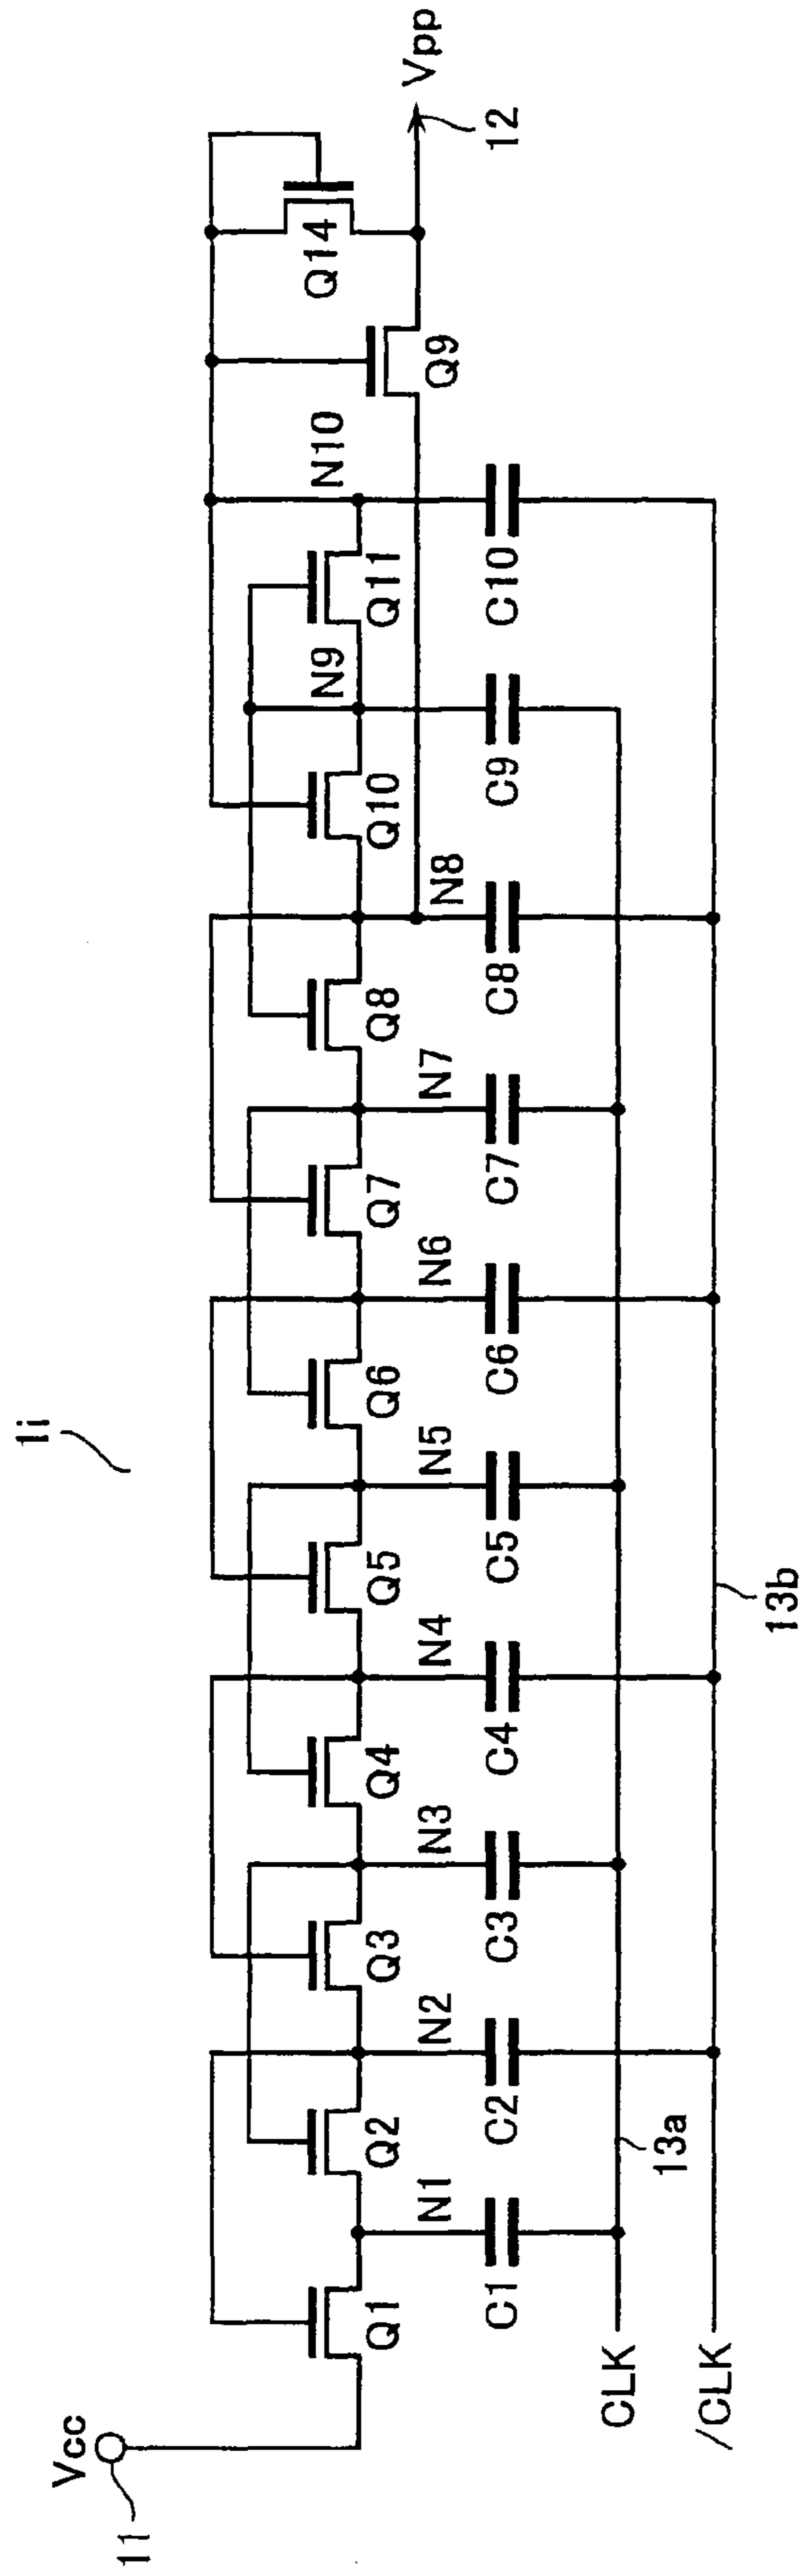 1i
Vcc
11
Vpp
12
Q14
Q9
N10
Q1
Q2
Q3
Q4
Q5
Q6
Q7
Q8
Q10
N9
Q11
N1
N2
N3
N4
N5
N6
N7
N8
C1
C2
C3
C4
C5
C6
C7
C8
C9
C10
CLK
13a
/CLK
13b